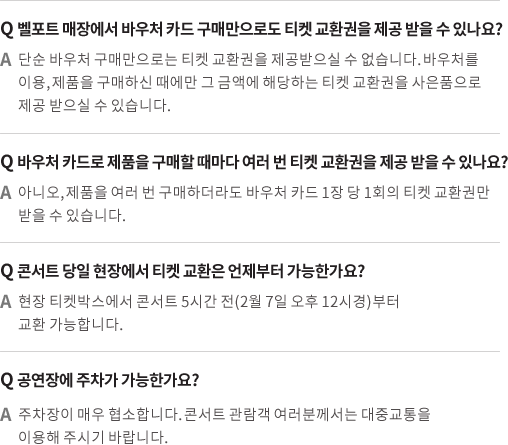 Q 벨포트 매장에서 바우처 카드 구매만으로도 티켓 교환권을 제공 받을 수 있나요?
A 단순 바우처 구매만으로는 티켓 교환권을 제공받으실 수 없습니다. 바우처를
이용, 제품을 구매하신 때에만 그 금액에 해당하는 티켓 교환권을 사은품으로
제공 받으실 수 있습니다.
Q 바우처 카드로 제품을 구매할 때마다 여러 번 티켓 교환권을 제공 받을 수 있나요?
A 아니오, 제품을 여러 번 구매하더라도 바우처 카드 1장 당 1회의 티켓 교환권만
받을 수 있습니다.
Q 콘서트 당일 현장에서 티켓 교환은 언제부터 가능한가요?
A 현장 티켓박스에서 콘서트 5시간 전(2월 7일 오후 12시경)부터
교환 가능합니다.
Q 공연장에 주차가 가능한가요?
A 주차장이 매우 협소합니다. 콘서트 관람객 여러분께서는 대중교통을
이용해 주시기 바랍니다.